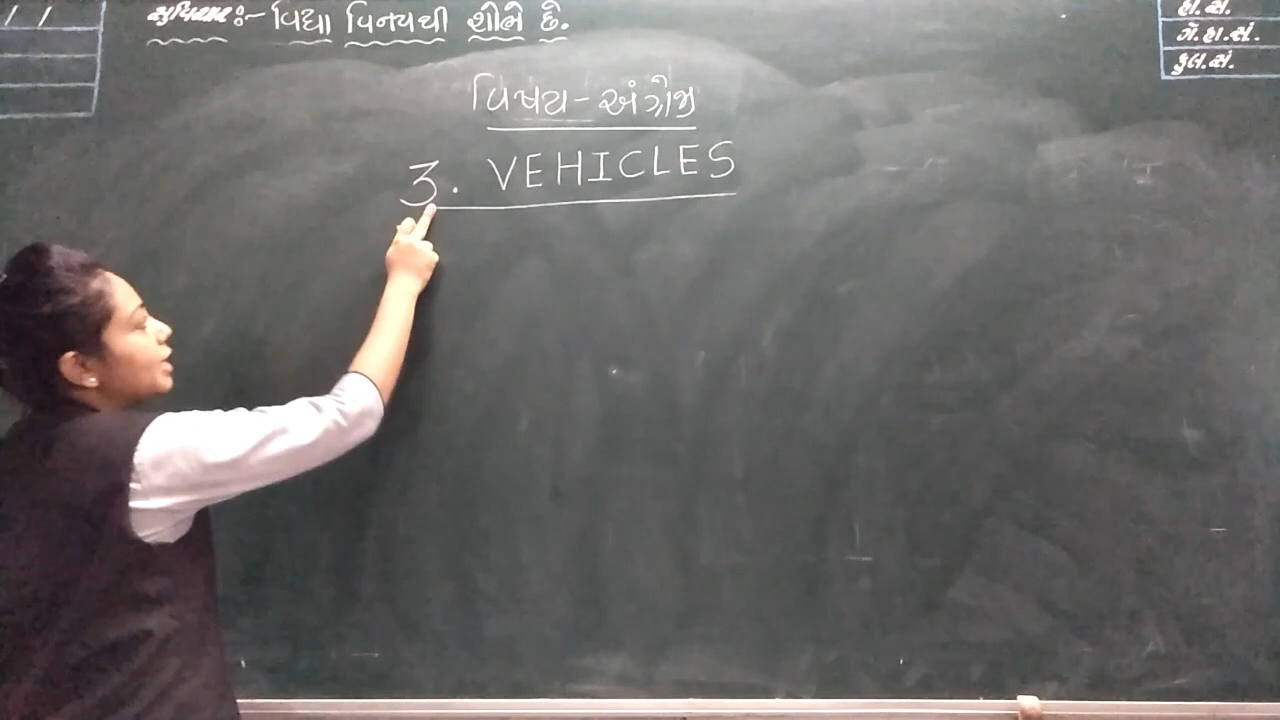 / /
સુવિચાર :- વિદ્યા વિનયથી શોભે છે.
હા. સં.
ગે. હા. સં.
કુલ. સં.
વિષય - અંગ્રેજી
3. VEHICLES